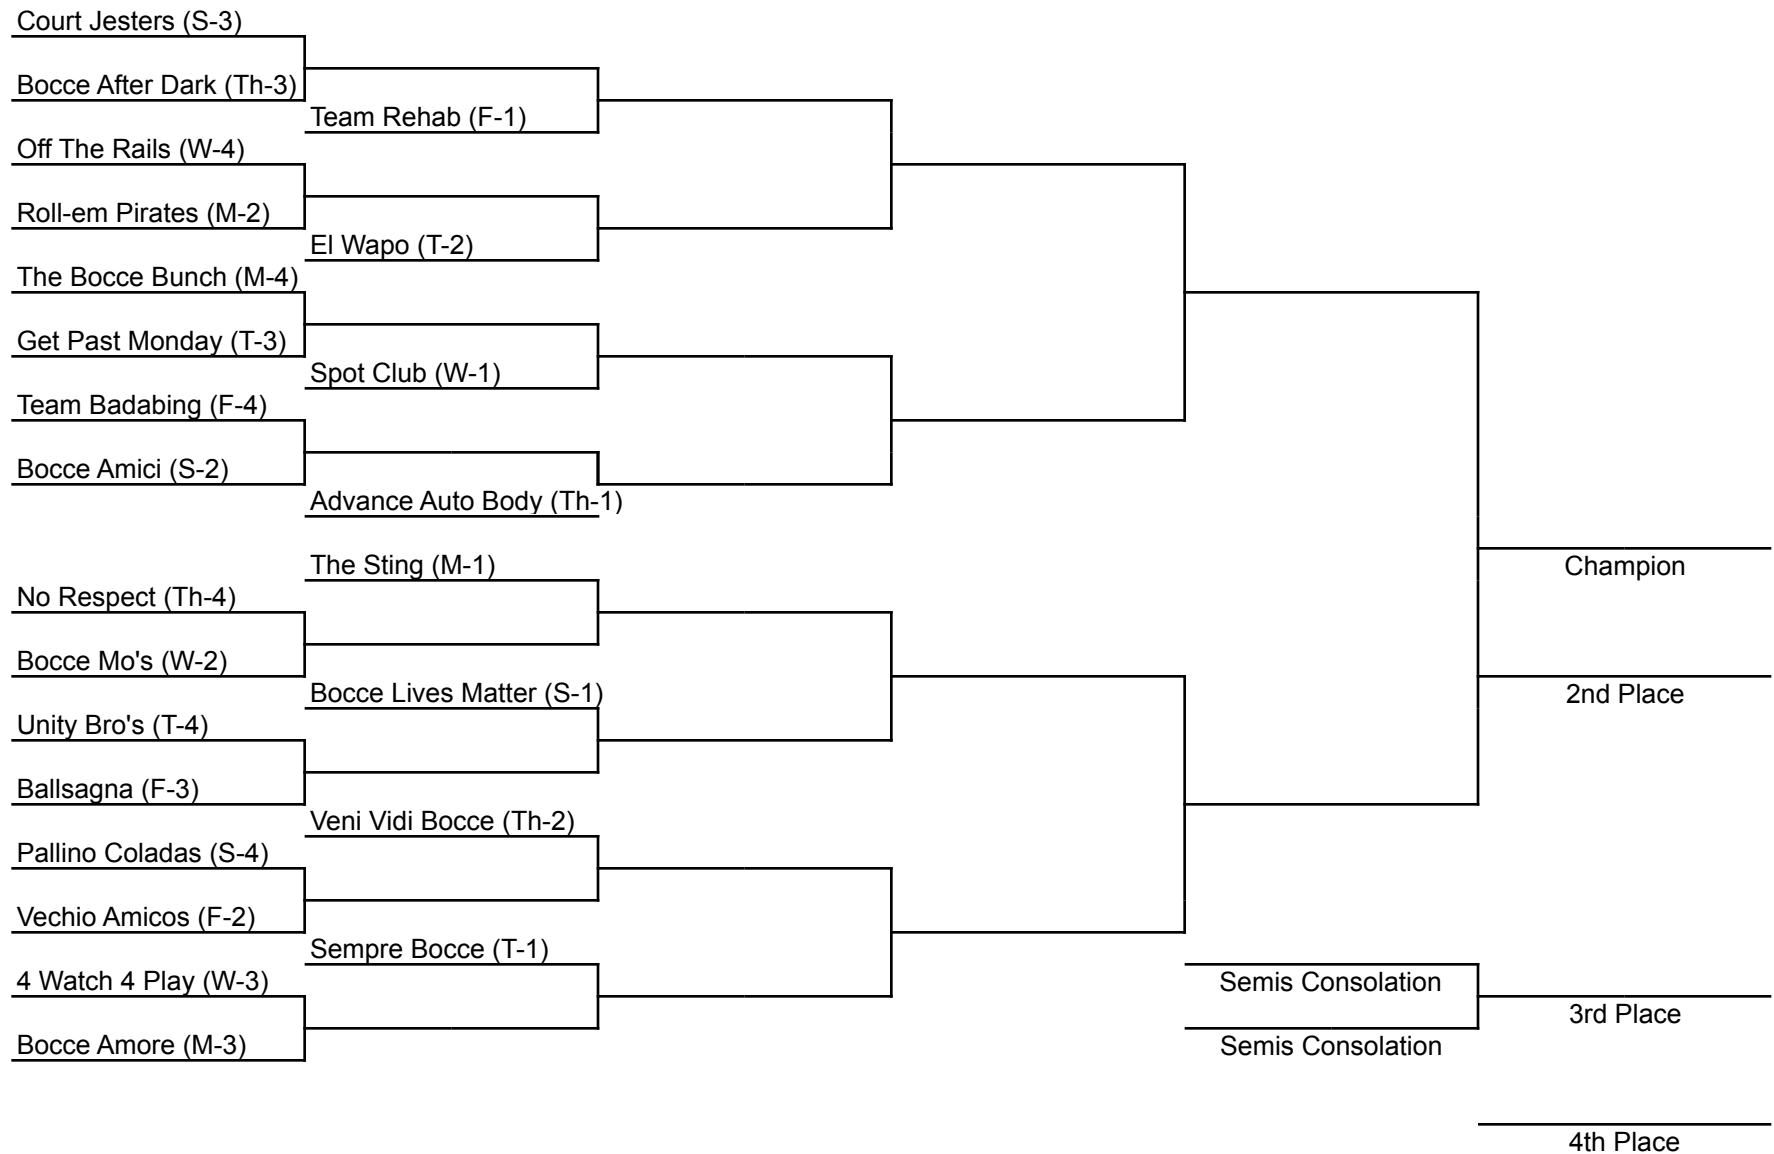 Court Jesters (S-3)
Bocce After Dark (Th-3)
Team Rehab (F-1)
Off The Rails (W-4)
Roll-em Pirates (M-2)
El Wapo (T-2)
The Bocce Bunch (M-4)
Get Past Monday (T-3)
Spot Club (W-1)
Team Badabing (F-4)
Bocce Amici (S-2)
Advance Auto Body (Th-1)
The Sting (M-1)
Champion
No Respect (Th-4)
Bocce Mo's (W-2)
Bocce Lives Matter (S-1)
2nd Place
Unity Bro's (T-4)
Ballsagna (F-3)
Veni Vidi Bocce (Th-2)
Pallino Coladas (S-4)
Vechio Amicos (F-2)
Sempre Bocce (T-1)
4 Watch 4 Play (W-3)
Semis Consolation
3rd Place
Bocce Amore (M-3)
Semis Consolation
4th Place